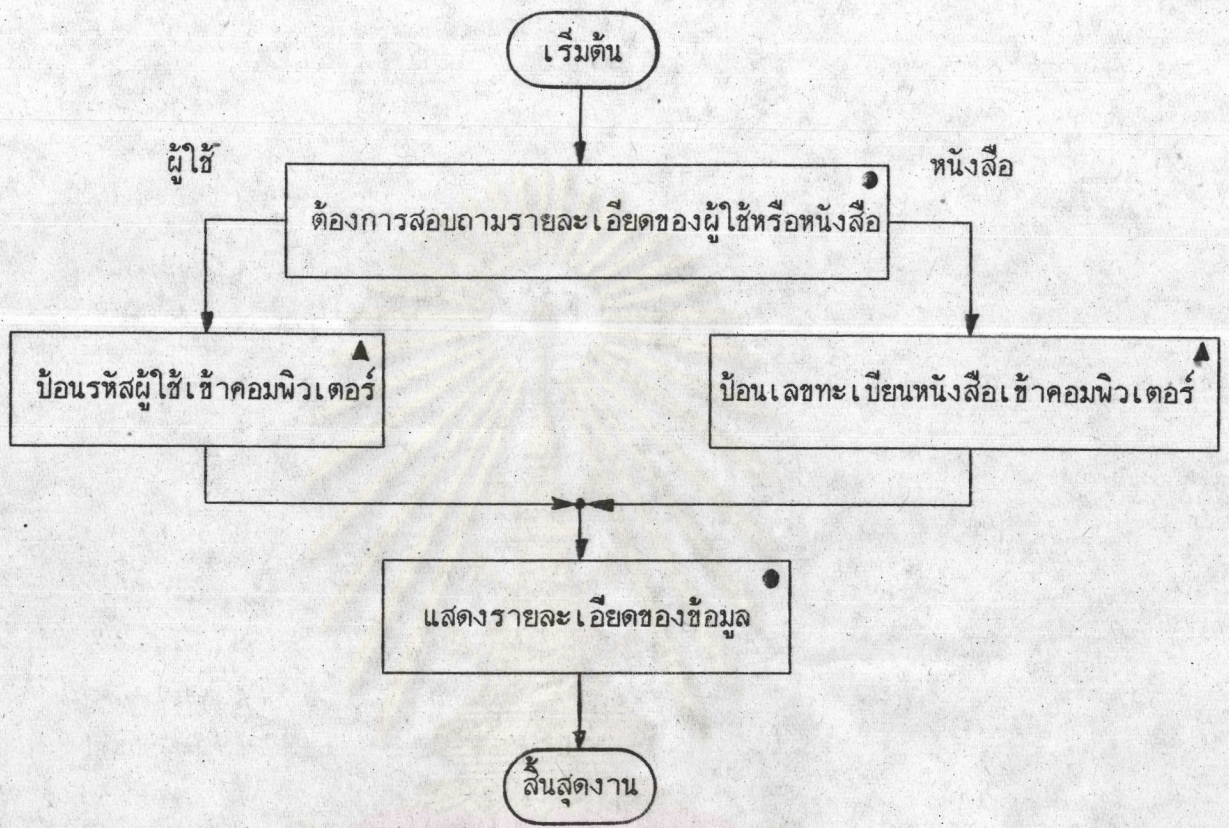 เริ่มต้น
ผู้ใช้
หนังสือ
ต้องการสอบถามรายละเอียดของผู้ใช้หรือหนังสือ
ป้อนรหัสผู้ใช้เข้าคอมพิวเตอร์
ป้อนเลขทะเบียนหนังสือเข้าคอมพิวเตอร์
แสดงรายละเอียดของข้อมูล
สิ้นสุดงาน